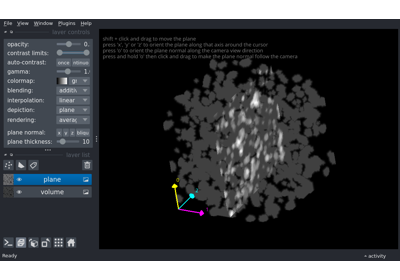 File View Plugins Window Help
layer controls
opacity: 0.
contrast limits:
auto-contrast: once
gamma: 1.
colormap: gr
blending: additi
interpolation: linear
depiction: plane
rendering: averag
plane normal: x y z
plane thickness: 10
layer list
plane
volume
Ready
activity
shift + click and drag to move the plane
press 'x', 'y' or 'z' to orient the plane along that axis around the cursor
press 'o' to orient the plane normal along the camera view direction
press and hold 'o' then click and drag to make the plane normal follow the camera